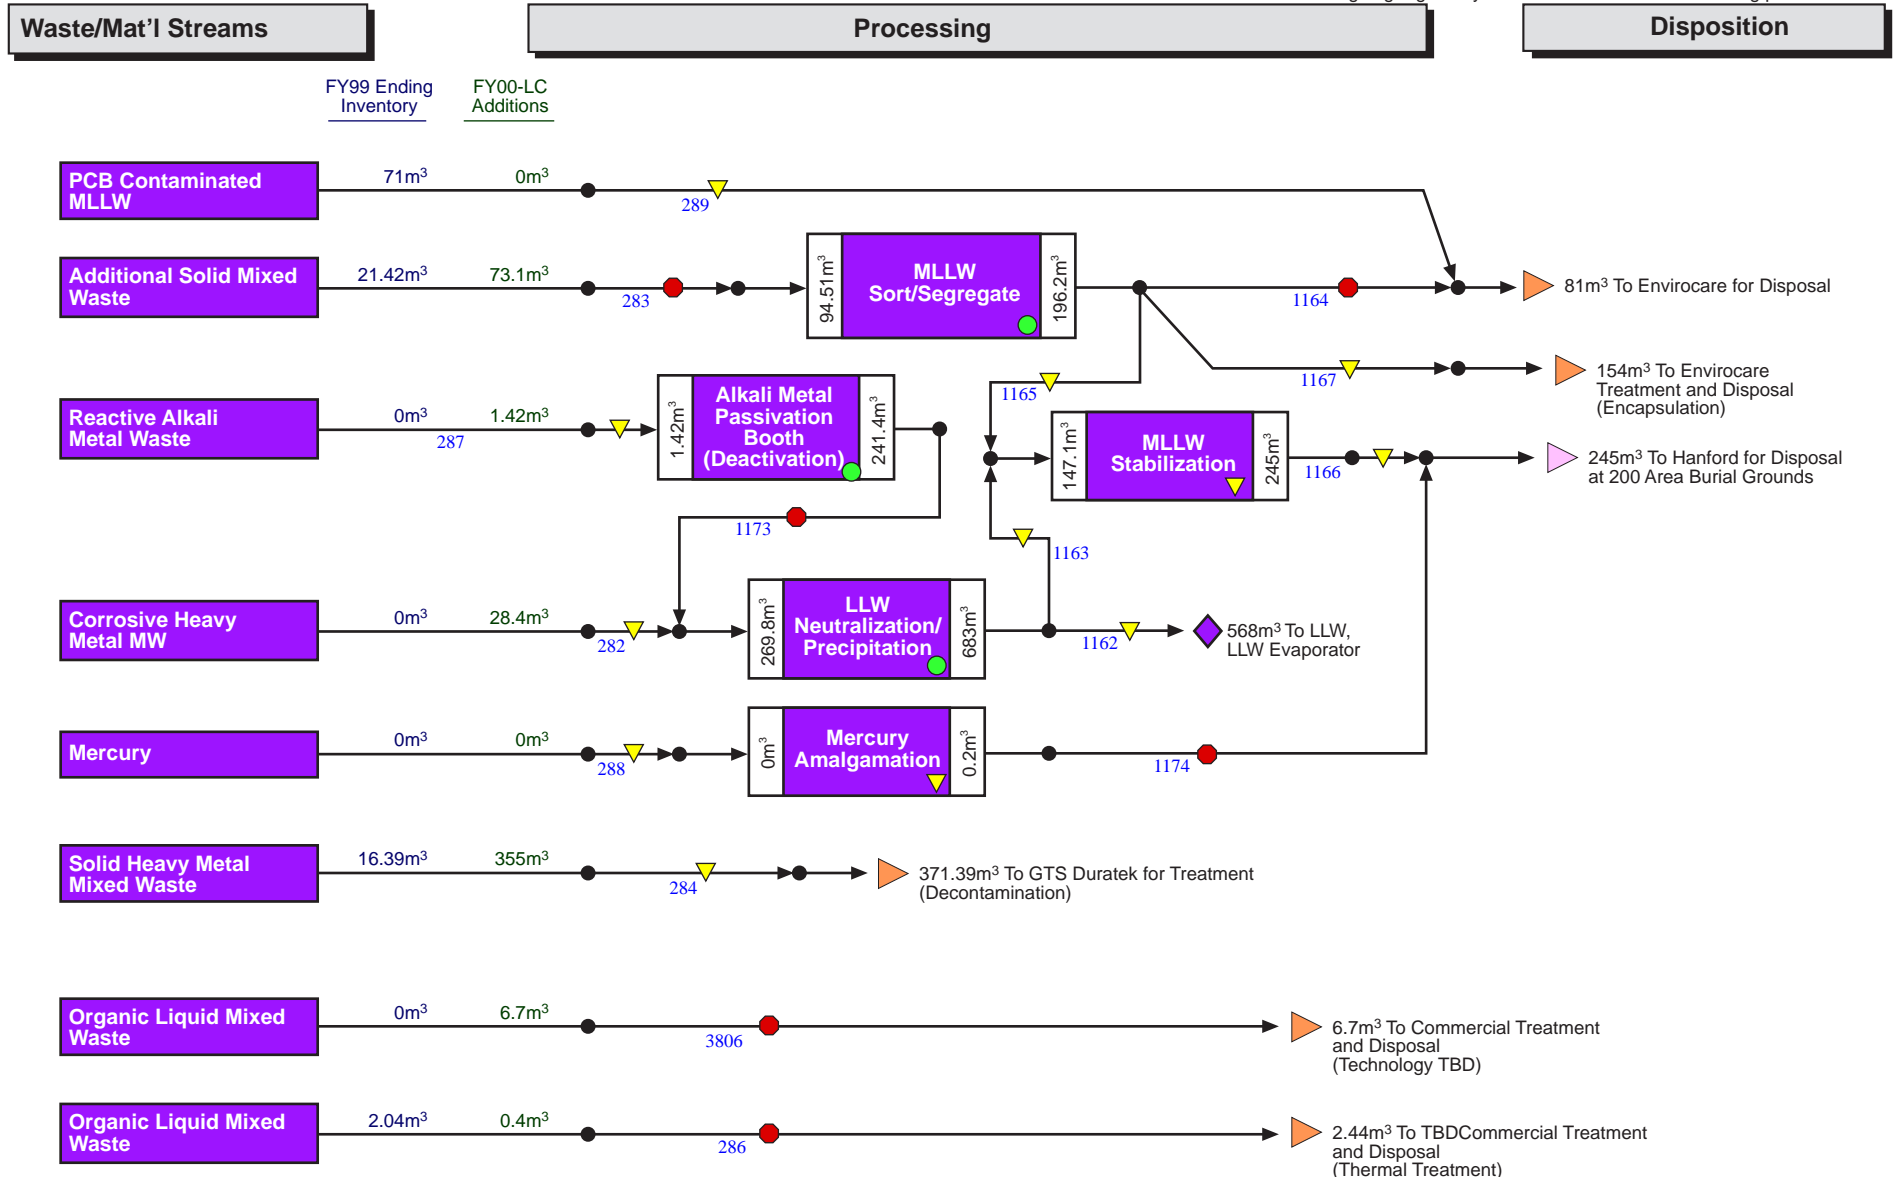 Waste/Mat'l Streams
Processing
Disposition
FY99 Ending
Inventory
FY00-LC
Additions
PCB Contaminated
MLLW
71m³
0m³
289
Additional Solid Mixed
Waste
21.42m³
73.1m³
283
94.51m³
MLLW
Sort/Segregate
196.2m³
1164
81m³ To Envirocare for Disposal
1165
1167
154m³ To Envirocare
Treatment and Disposal
(Encapsulation)
Reactive Alkali
Metal Waste
0m³
1.42m³
287
1.42m³
Alkali Metal
Passivation
Booth
(Deactivation)
241.4m³
147.1m³
MLLW
Stabilization
245m³
1166
245m³ To Hanford for Disposal
at 200 Area Burial Grounds
1173
1163
Corrosive Heavy
Metal MW
0m³
28.4m³
282
269.8m³
LLW
Neutralization/
Precipitation
683m³
1162
568m³ To LLW,
LLW Evaporator
Mercury
0m³
0m³
288
0m³
Mercury
Amalgamation
0.2m³
1174
Solid Heavy Metal
Mixed Waste
16.39m³
355m³
284
371.39m³ To GTS Duratek for Treatment
(Decontamination)
Organic Liquid Mixed
Waste
0m³
6.7m³
3806
6.7m³ To Commercial Treatment
and Disposal
(Technology TBD)
Organic Liquid Mixed
Waste
2.04m³
0.4m³
286
2.44m³ To TBDCommercial Treatment
and Disposal
(Thermal Treatment)